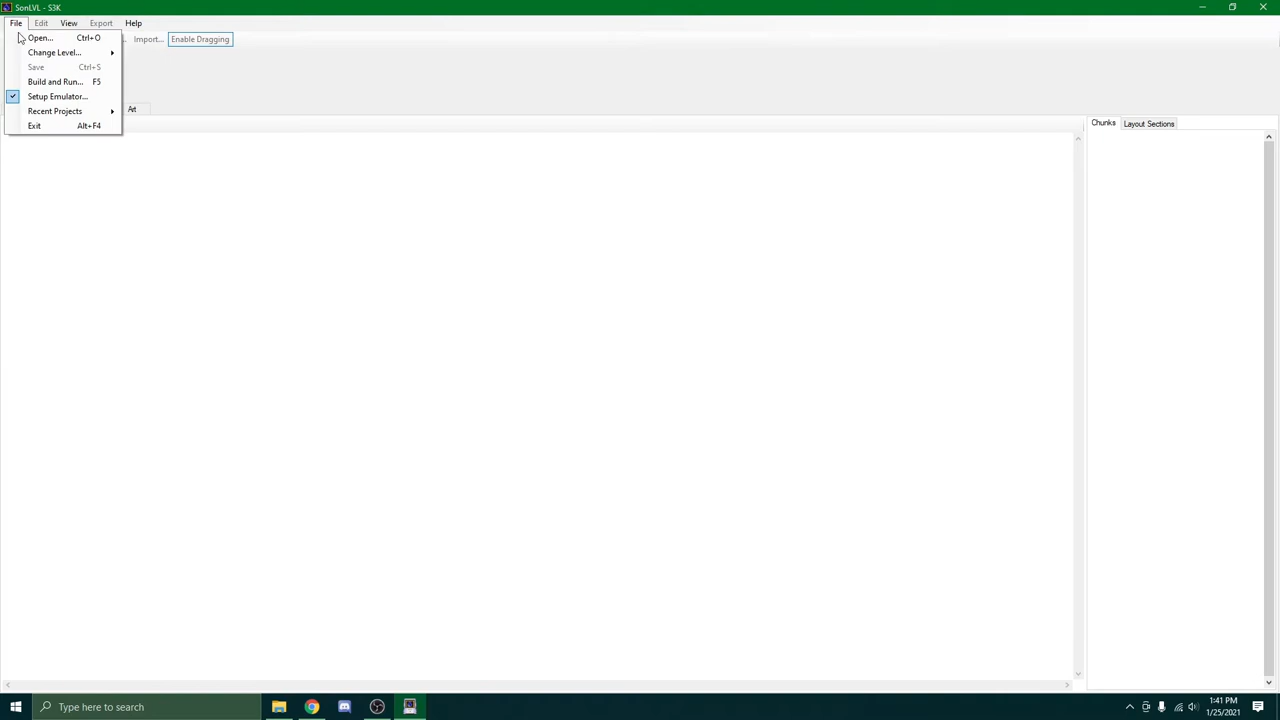 SonLVL - S3K
File Edit View Export Help
Import... Enable Dragging
Open... Ctrl+O
Change Level...
Save Ctrl+S
Build and Run... F5
Setup Emulator...
Recent Projects
Exit Alt+F4
Art
Chunks Layout Sections
Type here to search
1:41 PM
1/25/2021